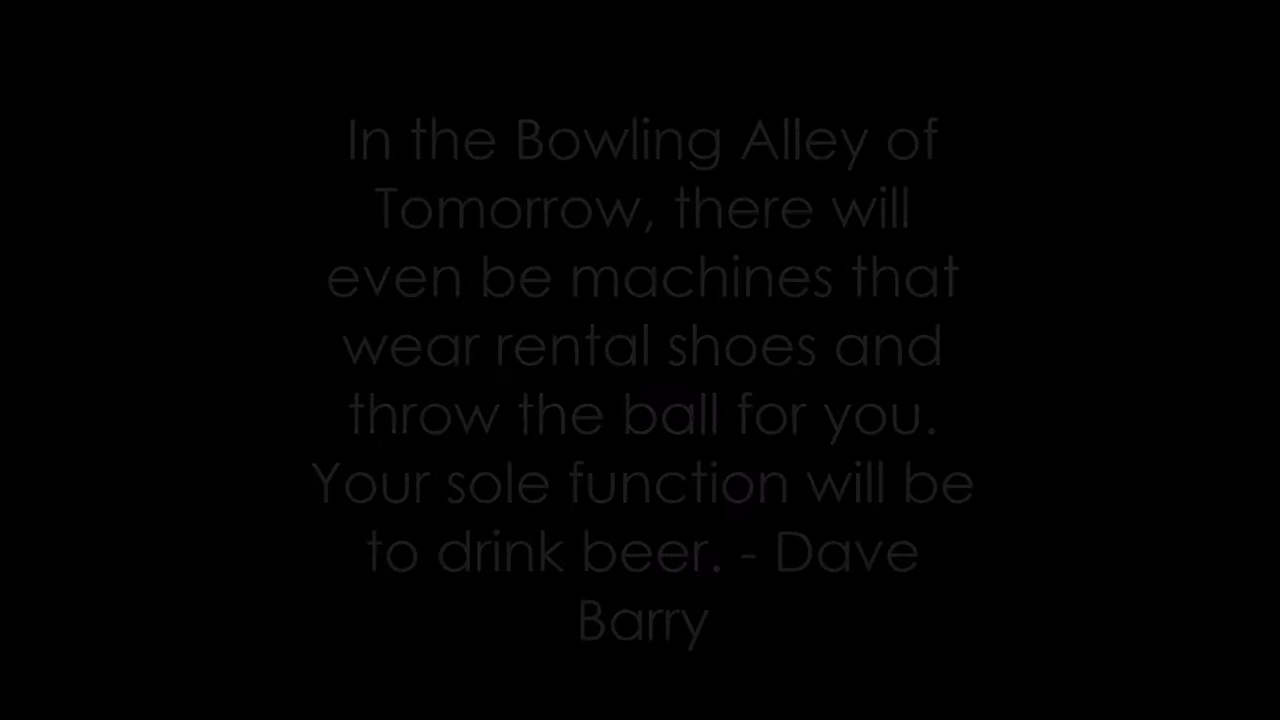 In the Bowling Alley of
Tomorrow, there will
even be machines that
wear rental shoes and
throw the ball for you.
Your sole function will be
to drink beer. - Dave
Barry